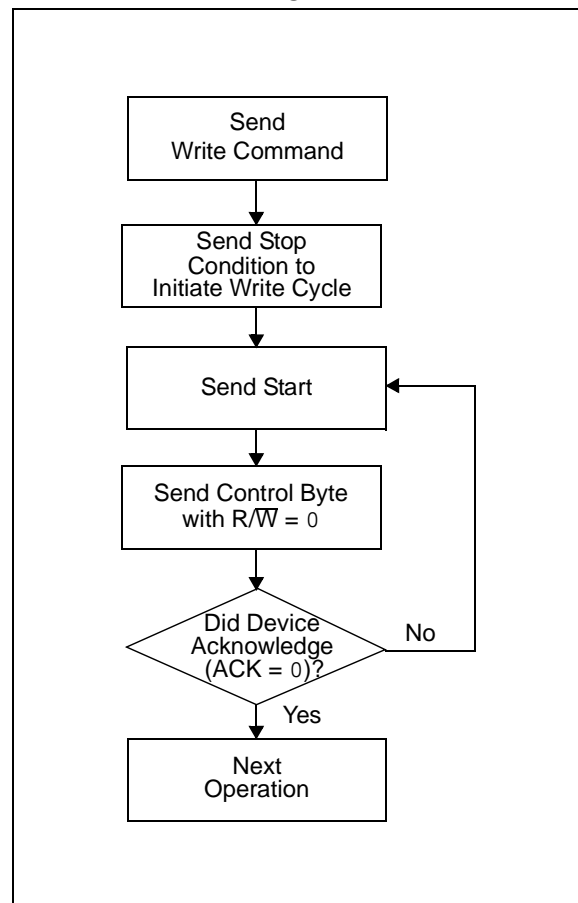 Send
Write Command
Send Stop
Condition to
Initiate Write Cycle
Send Start
Send Control Byte
with R/W̅ = 0
Did Device
Acknowledge
(ACK = 0)?
No
Yes
Next
Operation